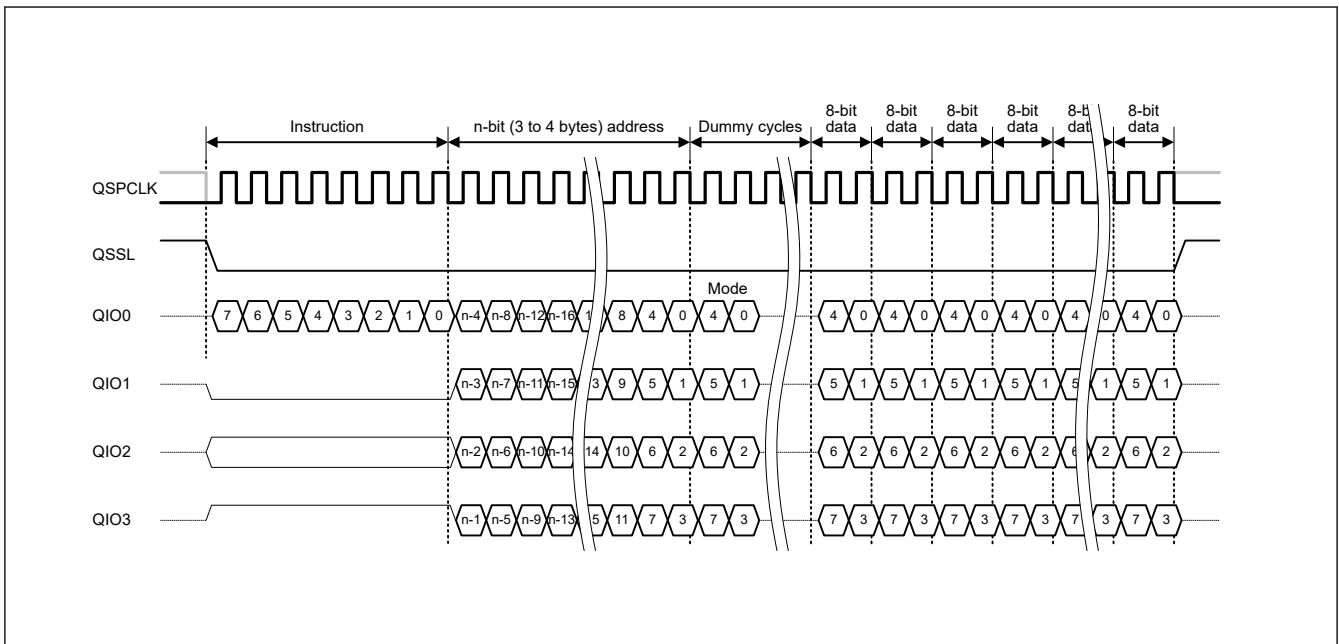 8-bit 8-bit 8-bit 8-bit 8-bit
Instruction n-bit (3 to 4 bytes) address Dummy cycles data data data data data
QSPCLK
QSSL
Mode
QIO0 7 6 5 4 3 2 1 0 n-4 n-8 n-12 n-16 8 4 0 4 0 4 0 4 0 4 0 4 0 4 0 4 0
QIO1 n-3 n-7 n-11 n-15 9 5 1 5 1 5 1 5 1 5 1 5 1 5 1 5 1
QIO2 n-2 n-6 n-10 n-14 14 10 6 2 6 2 6 2 6 2 6 2 6 2 2 6 2
QIO3 n-1 n-5 n-9 n-13 11 7 3 7 3 7 3 7 3 7 3 7 3 7 3 7 3